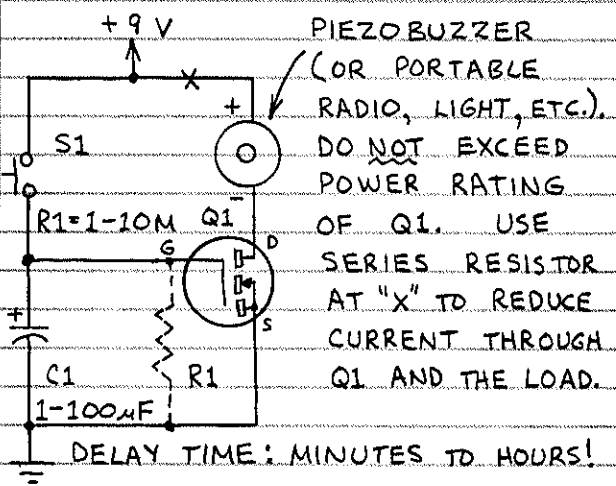 + 9 V
PIEZO BUZZER
(OR PORTABLE
RADIO, LIGHT, ETC.).
DO NOT EXCEED
POWER RATING
OF Q1. USE
SERIES RESISTOR
AT "X" TO REDUCE
CURRENT THROUGH
Q1 AND THE LOAD.
X
+
S1
-
R1=1-10M
Q1
G
D
S
+
C1
R1
1-100µF
DELAY TIME: MINUTES TO HOURS!